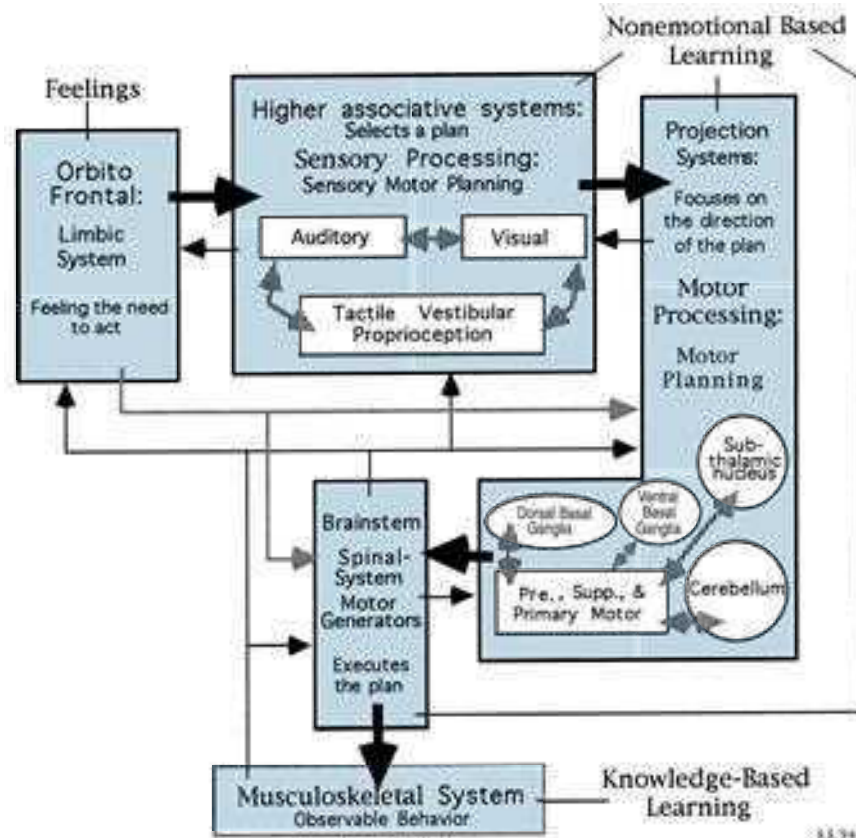 Nonemotional Based
Learning
Feelings
Higher associative systems:
Selects a plan
Sensory Processing:
Sensory Motor Planning
Auditory
Visual
Tactile Vestibular
Proprioception
Orbito
Frontal:
Limbic
System
Feeling the need
to act
Projection
Systems:
Focuses on
the direction
of the plan
Motor
Processing:
Motor
Planning
Sub-
thalamic
nucleus
Ventral
Basal
Ganglia
Dorsal Basal
Ganglia
Pre., Supp., &
Primary Motor
Cerebellum
Brainstem
Spinal-
System
Motor
Generators
Executes
the plan
Musculoskeletal System
Observable Behavior
Knowledge-Based
Learning